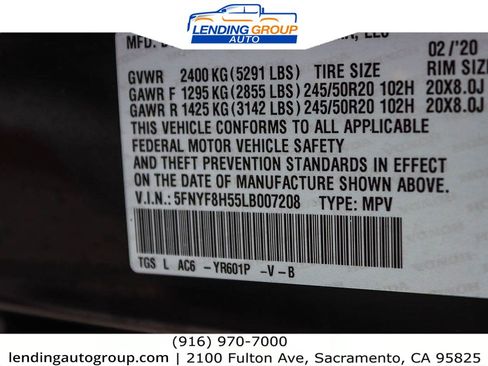 LENDING GROUP
AUTO
MFD. B
, LLC
02/'20
GVWR 2400 KG (5291 LBS) TIRE SIZE RIM SIZE
GAWR F 1295 KG (2855 LBS) 245/50R20 102H 20X8.0J
GAWR R 1425 KG (3142 LBS) 245/50R20 102H 20X8.0J
THIS VEHICLE CONFORMS TO ALL APPLICABLE
FEDERAL MOTOR VEHICLE SAFETY
AND THEFT PREVENTION STANDARDS IN EFFECT
ON THE DATE OF MANUFACTURE SHOWN ABOVE.
V.I.N.: 5FNYF8H55LB007208 TYPE: MPV
TGS L AC6 -YR601P -V-B
(916) 970-7000
lendingautogroup.com | 2100 Fulton Ave, Sacramento, CA 95825